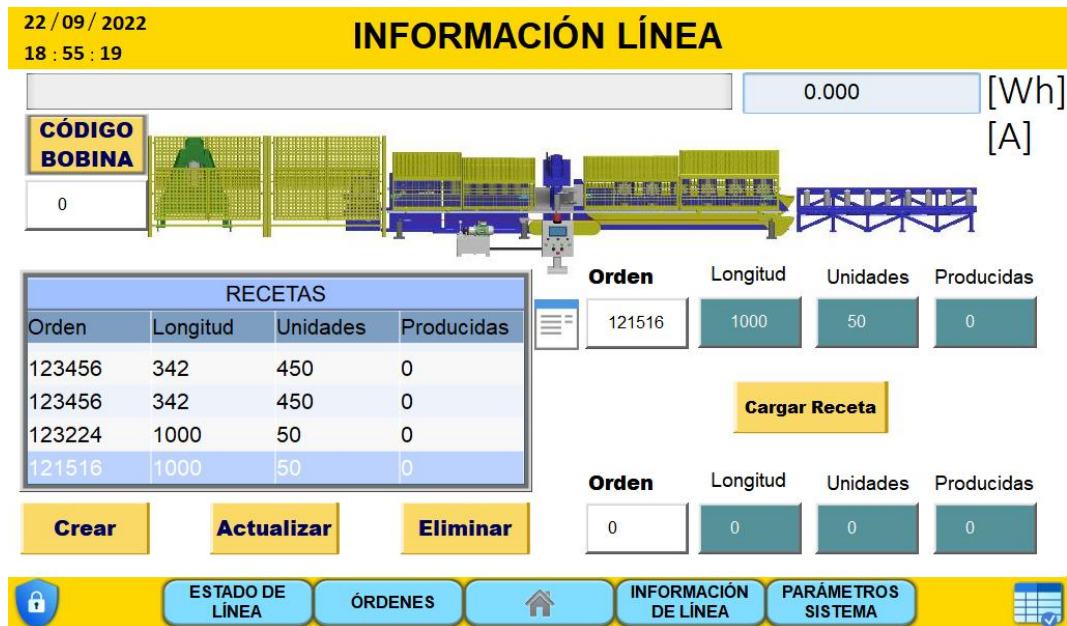 22 / 09 / 2022
18 : 55 : 19
INFORMACIÓN LÍNEA
0.000 [Wh]
[A]
CÓDIGO
BOBINA
0
RECETAS
Orden Longitud Unidades Producidas
123456 342 450 0
123456 342 450 0
123224 1000 50 0
121516 1000 50 0
Crear Actualizar Eliminar
Orden Longitud Unidades Producidas
121516 1000 50 0
Cargar Receta
Orden Longitud Unidades Producidas
0 0 0 0
ESTADO DE
LÍNEA
ÓRDENES
INFORMACIÓN
DE LÍNEA
PARÁMETROS
SISTEMA